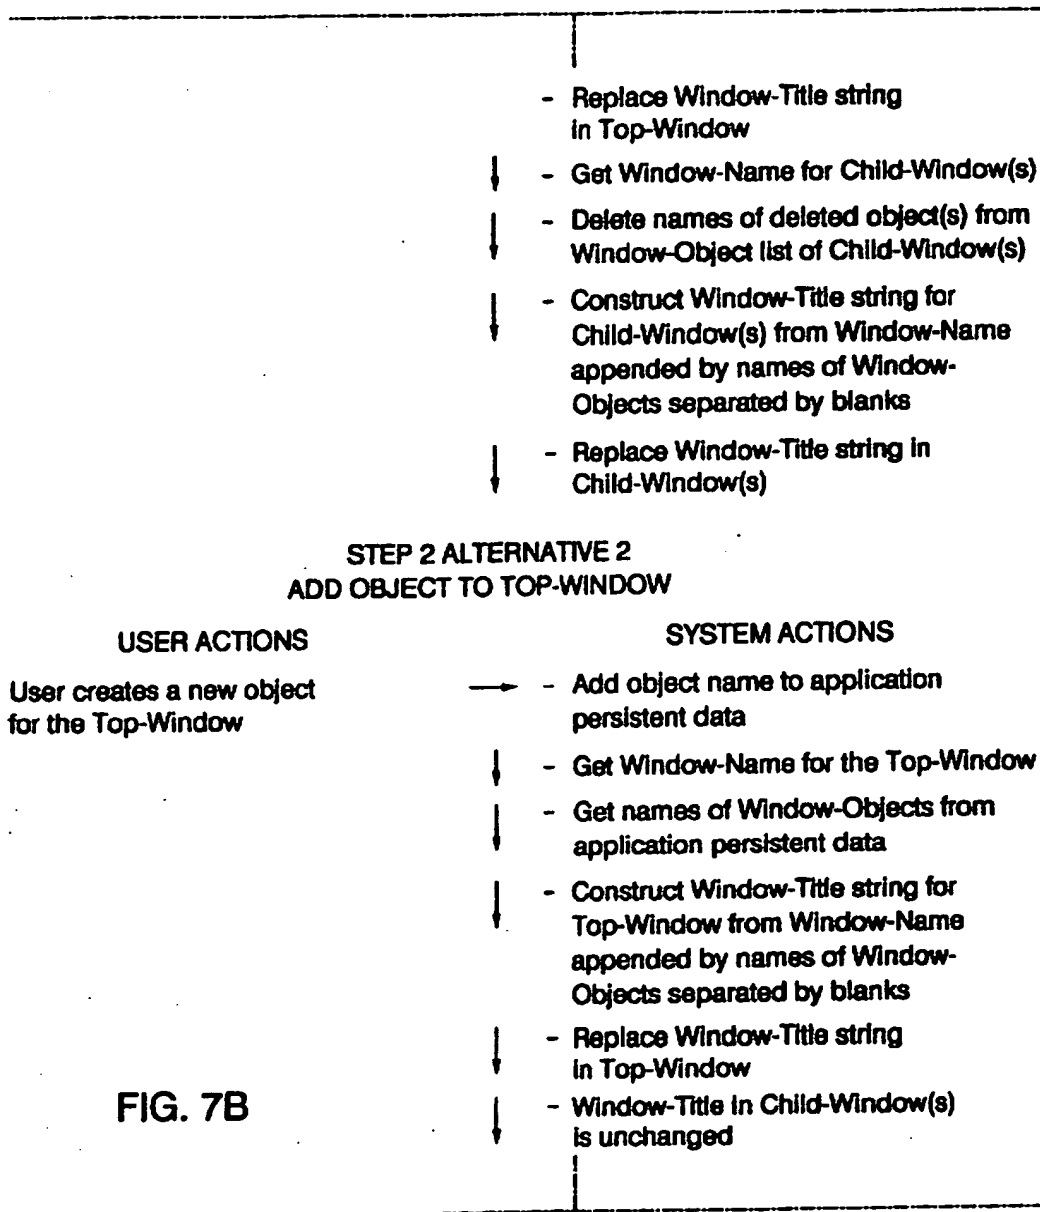 - Replace Window-Title string
in Top-Window
- Get Window-Name for Child-Window(s)
- Delete names of deleted object(s) from
Window-Object list of Child-Window(s)
- Construct Window-Title string for
Child-Window(s) from Window-Name
appended by names of Window-
Objects separated by blanks
- Replace Window-Title string in
Child-Window(s)
STEP 2 ALTERNATIVE 2
ADD OBJECT TO TOP-WINDOW
USER ACTIONS
SYSTEM ACTIONS
User creates a new object
for the Top-Window
- Add object name to application
persistent data
- Get Window-Name for the Top-Window
- Get names of Window-Objects from
application persistent data
- Construct Window-Title string for
Top-Window from Window-Name
appended by names of Window-
Objects separated by blanks
- Replace Window-Title string
in Top-Window
- Window-Title in Child-Window(s)
is unchanged
FIG. 7B